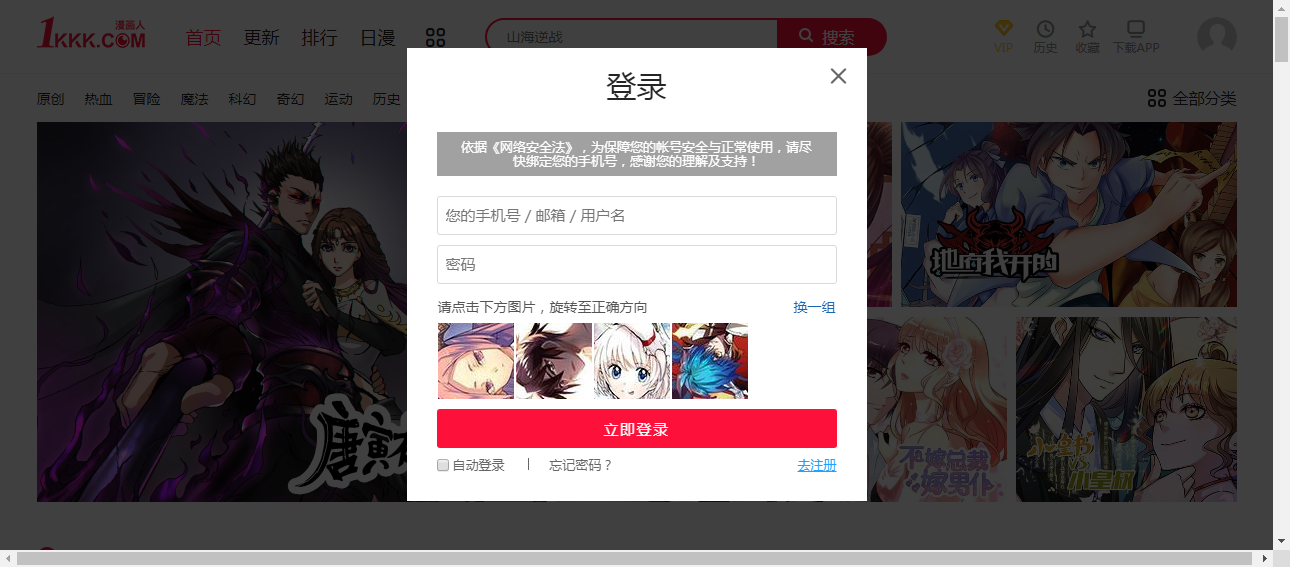 1KKK.COM 漫画人
首页 更新 排行 日漫
山海逆战
搜索
VIP 历史 收藏 下载APP
原创 热血 冒险 魔法 科幻 奇幻 运动 历史
全部分类
登录
依据《网络安全法》，为保障您的帐号安全与正常使用，请尽
快绑定您的手机号，感谢您的理解及支持！
您的手机号 / 邮箱 / 用户名
密码
请点击下方图片，旋转至正确方向
换一组
立即登录
自动登录 | 忘记密码？
去注册
地府我开的
唐寅
不嫁总裁
嫁男仆
小皇叔